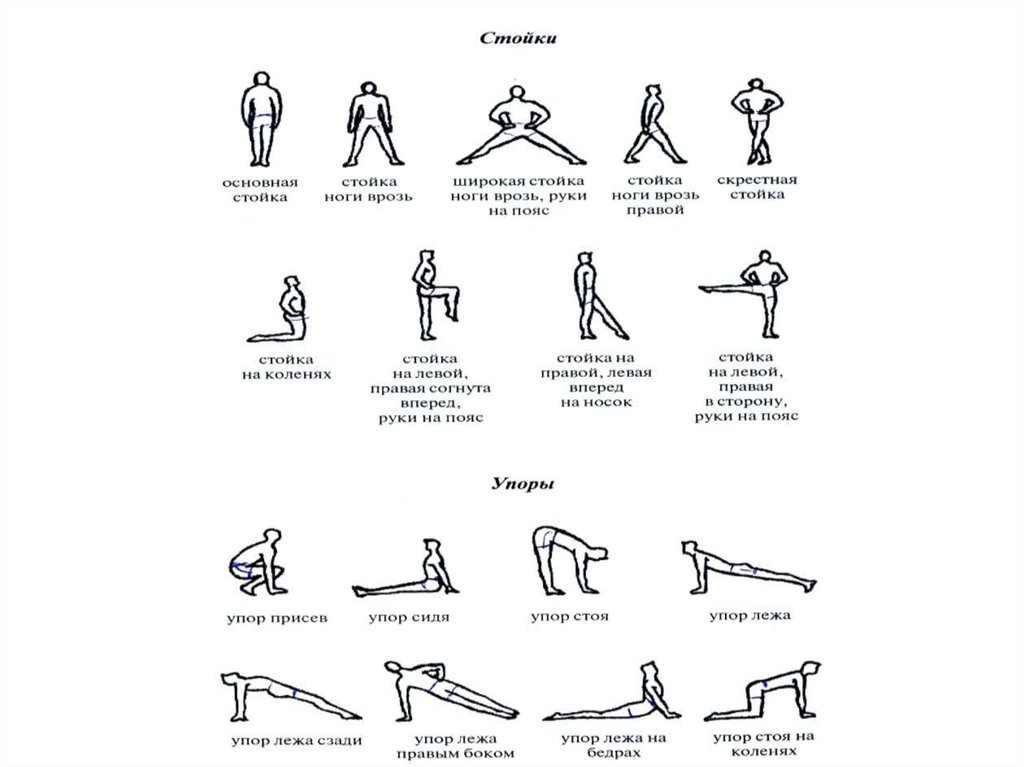 Стойки
основная
стойка
стойка
ноги врозь
широкая стойка
ноги врозь, руки
на пояс
стойка
ноги врозь
правой
скрестная
стойка
стойка
на коленях
стойка
на левой,
правая согнута
вперед,
руки на пояс
стойка на
правой, левая
вперед
на носок
стойка
на левой,
правая
в сторону,
руки на пояс
Упоры
упор присев
упор сидя
упор стоя
упор лежа
упор лежа сзади
упор лежа
правым боком
упор лежа на
бедрах
упор стоя на
коленях